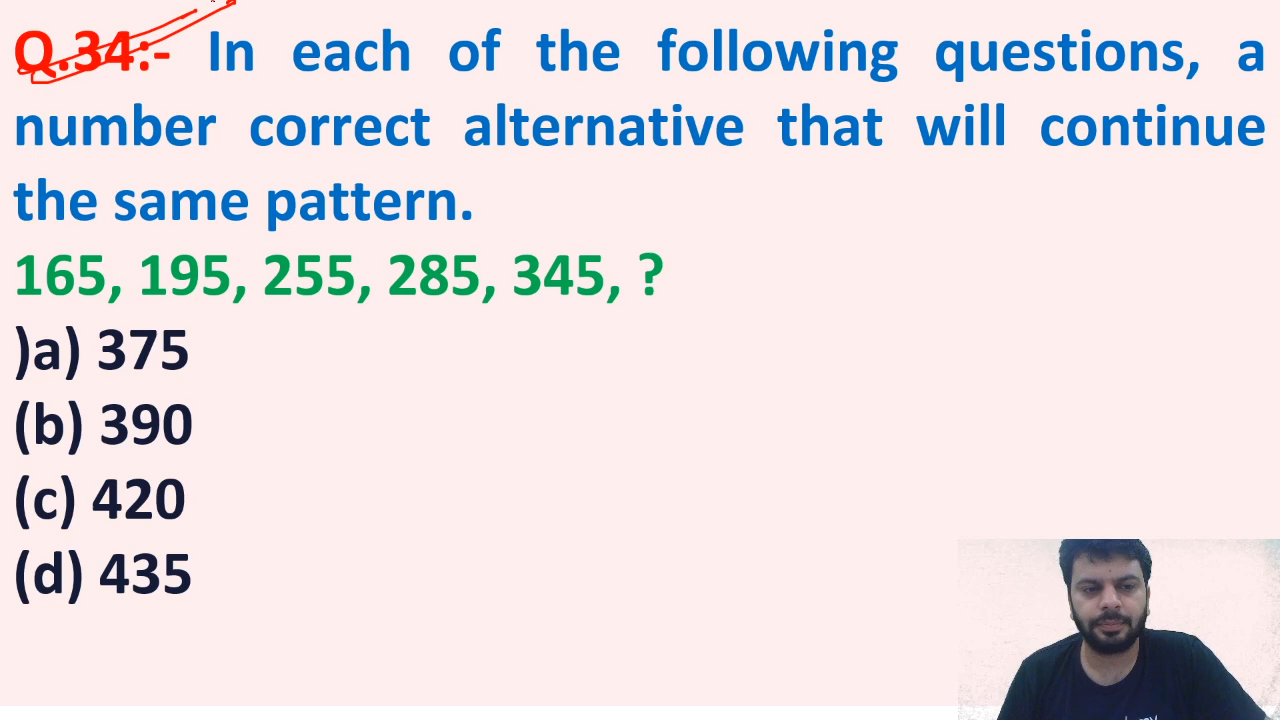 Q.34:- In each of the following questions, a
number correct alternative that will continue
the same pattern.
165, 195, 255, 285, 345, ?
)a) 375
(b) 390
(c) 420
(d) 435